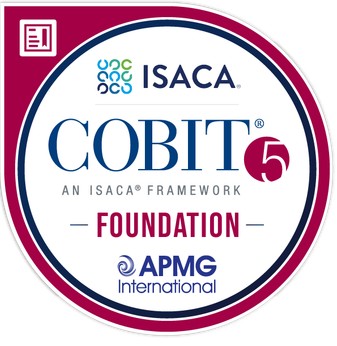 ISACA®
COBIT® 5
AN ISACA® FRAMEWORK
FOUNDATION
APMG
International